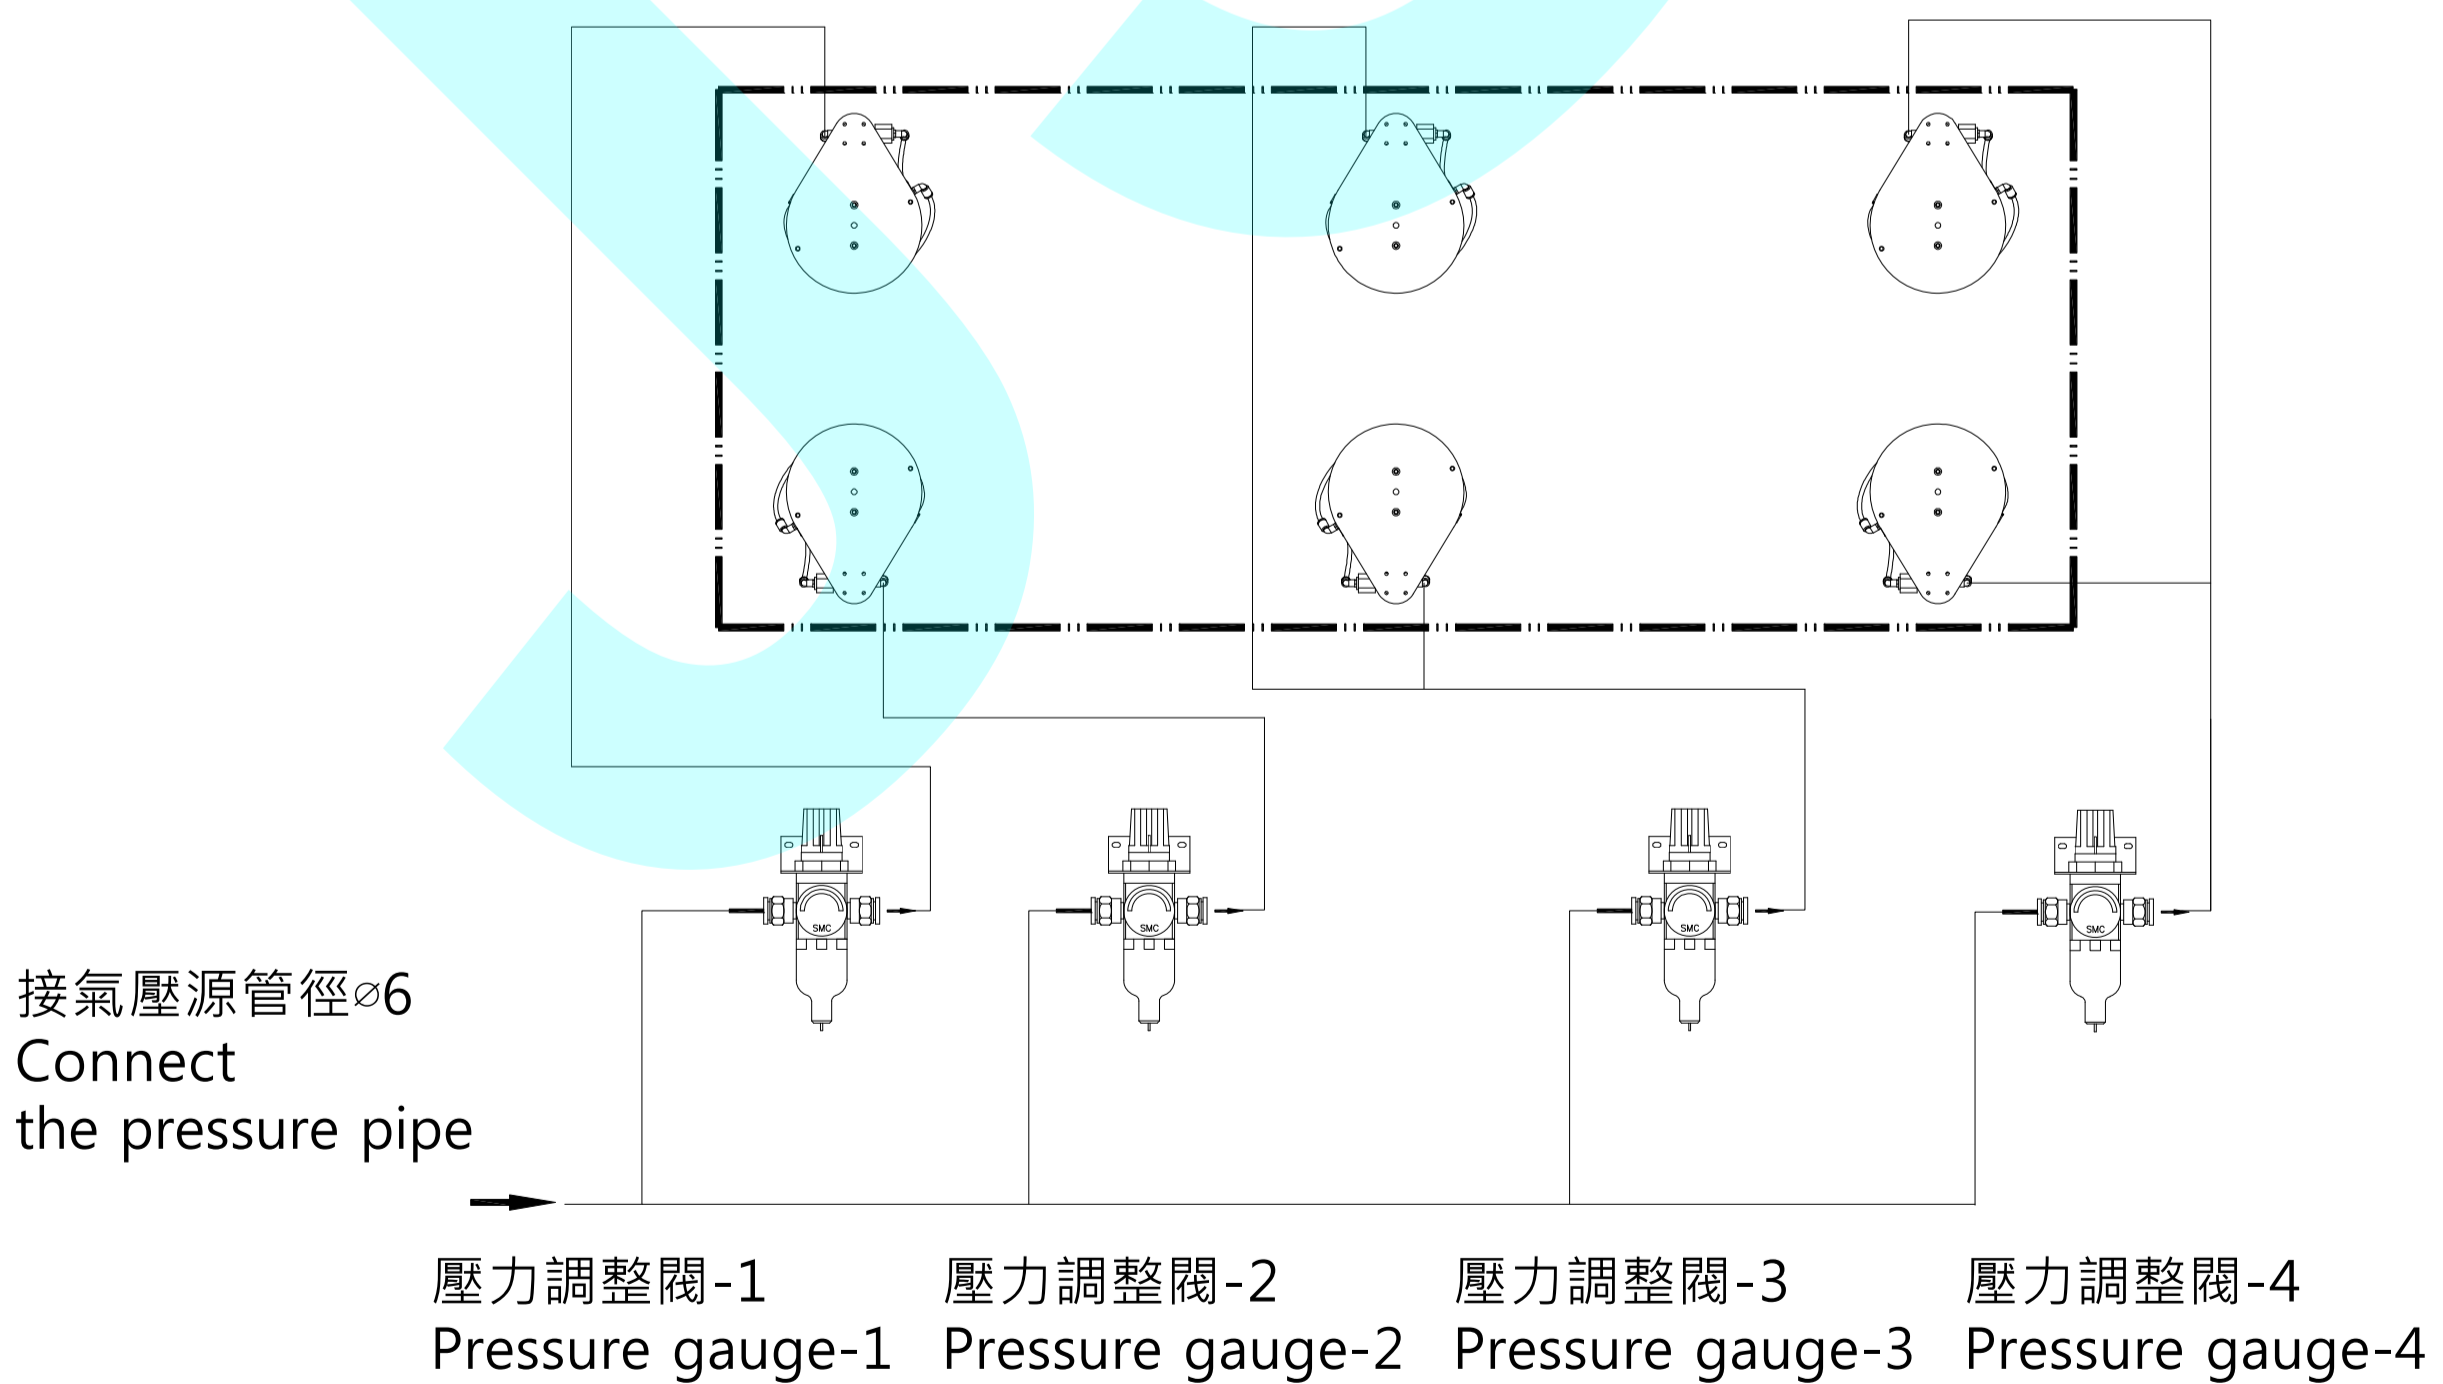 SMC
SMC
SMC
SMC
接氣壓源管徑⌀6
Connect
the pressure pipe
壓力調整閥-1
Pressure gauge-1
壓力調整閥-2
Pressure gauge-2
壓力調整閥-3
Pressure gauge-3
壓力調整閥-4
Pressure gauge-4